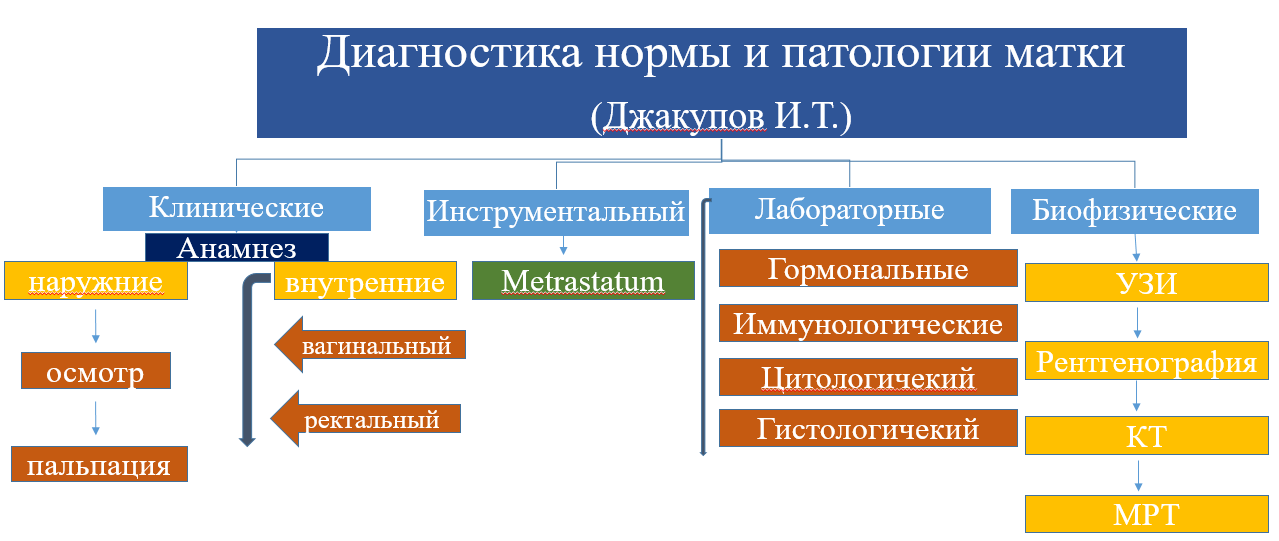 Диагностика нормы и патологии матки
(Джакупов И.Т.)
Клинические
Анамнез
наружние
осмотр
пальпация
внутренние
вагинальный
ректальный
Инструментальный
Metrastatum
Лабораторные
Гормональные
Иммунологические
Цитологичекий
Гистологичекий
Биофизические
УЗИ
Рентгенография
КТ
МРТ